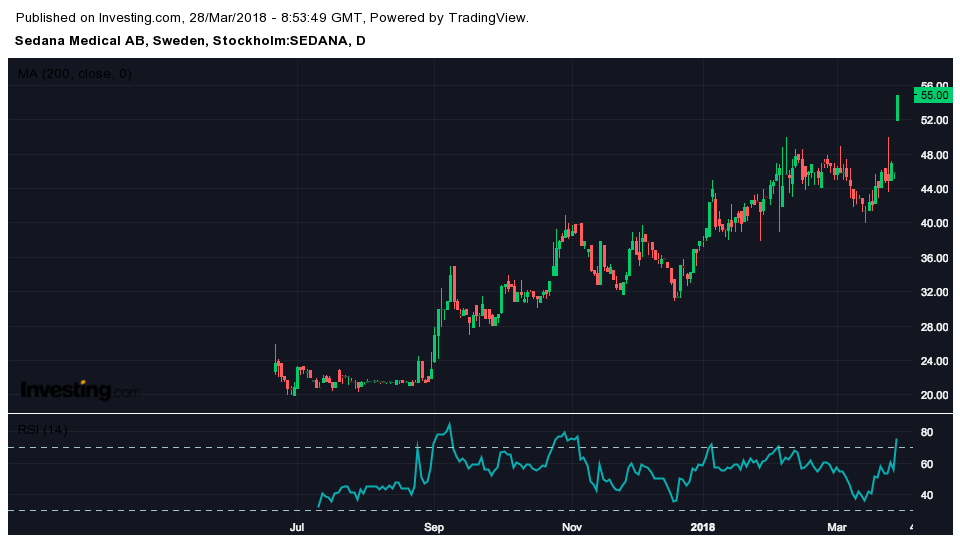 Published on Investing.com, 28/Mar/2018 - 8:53:49 GMT, Powered by TradingView.
Sedana Medical AB, Sweden, Stockholm:SEDANA, D
MA (200, close, 0)
56.00
55.00
52.00
48.00
44.00
40.00
36.00
32.00
28.00
24.00
20.00
Investing.com
RSI (14)
80
60
40
Jul Sep Nov 2018 Mar